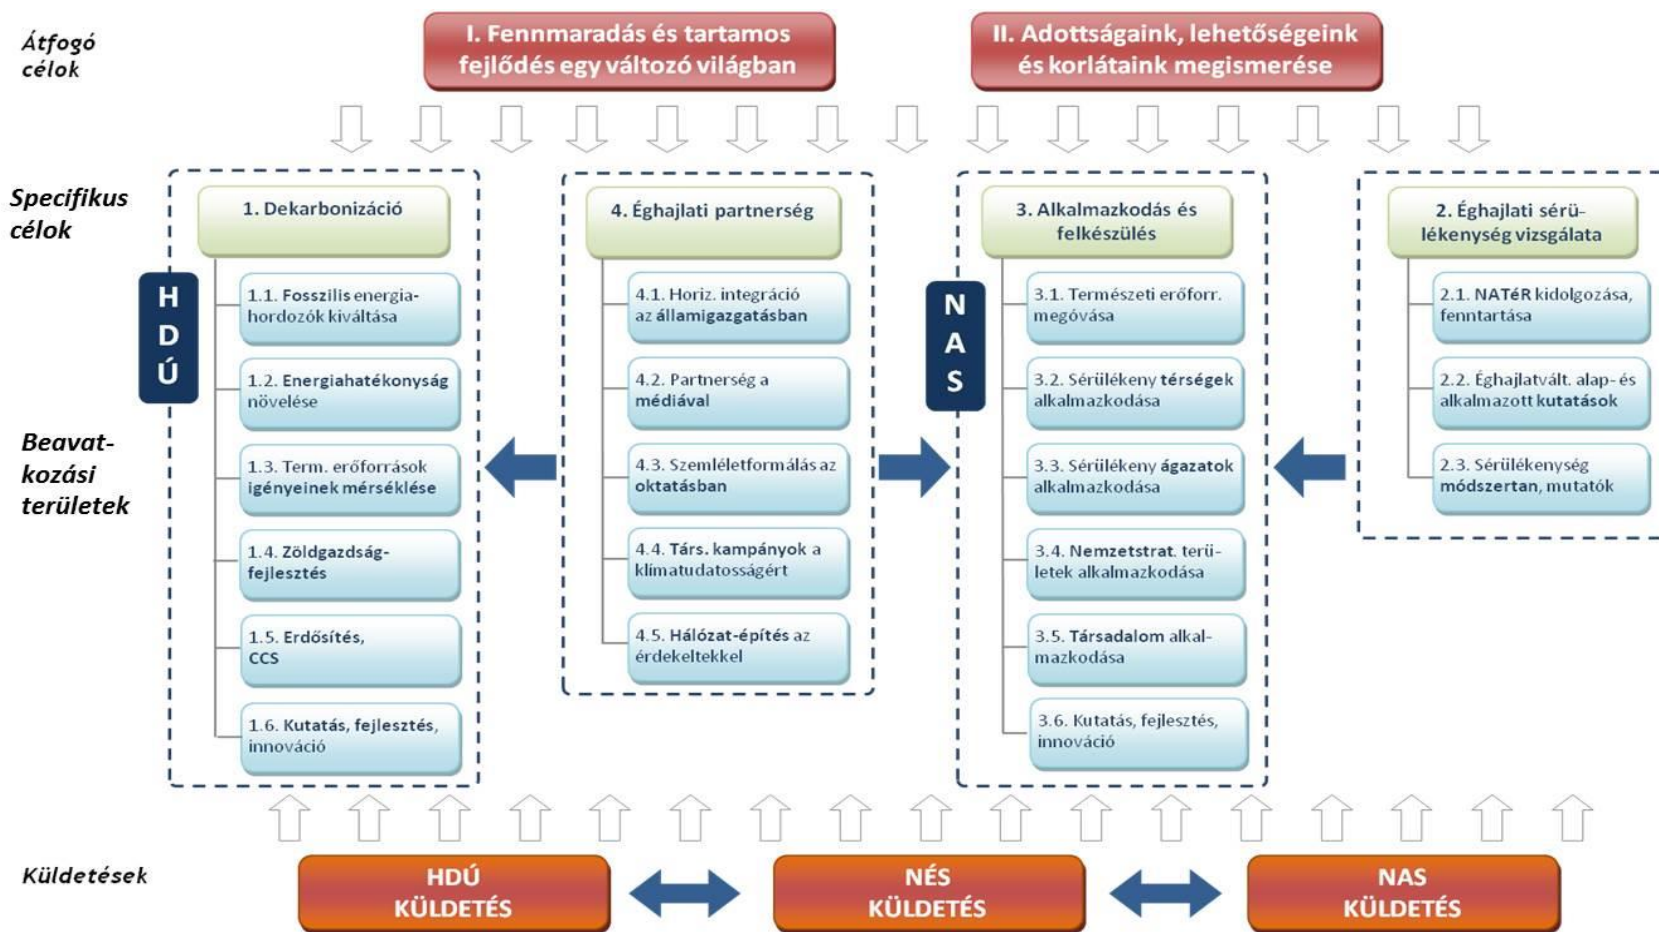 Átfogó
célok
I. Fennmaradás és tartamos
fejlődés egy változó világban
II. Adottságaink, lehetőségeink
és korlátaink megismerése
Specifikus
célok
Beavat-
kozási
területek
HDÚ
1. Dekarbonizáció
1.1. Fosszilis energia-
hordozók kiváltása
1.2. Energiahatékonyság
növelése
1.3. Term. erőforrások
igényeinek mérséklése
1.4. Zöldgazdság-
fejlesztés
1.5. Erdősítés,
CCS
1.6. Kutatás, fejlesztés,
innováció
4. Éghajlati partnerség
4.1. Horiz. integráció
az államigazgatásban
4.2. Partnerség a
médiával
4.3. Szemléletformálás az
oktatásban
4.4. Társ. kampányok a
klímatudatosságért
4.5. Hálózat-építés az
érdekeltekkel
NAS
3. Alkalmazkodás és
felkészülés
3.1. Természeti erőforr.
megóvása
3.2. Sérülékeny térségek
alkalmazkodása
3.3. Sérülékeny ágazatok
alkalmazkodása
3.4. Nemzetstrat. terü-
letek alkalmazkodása
3.5. Társadalom alkal-
mazkodása
3.6. Kutatás, fejlesztés,
innováció
2. Éghajlati sérü-
lékenység vizsgálata
2.1. NATéR kidolgozása,
fenntartása
2.2. Éghajlatvált. alap- és
alkalmazott kutatások
2.3. Sérülékenység
módszertan, mutatók
Küldetések
HDÚ
KÜLDETÉS
NÉS
KÜLDETÉS
NAS
KÜLDETÉS